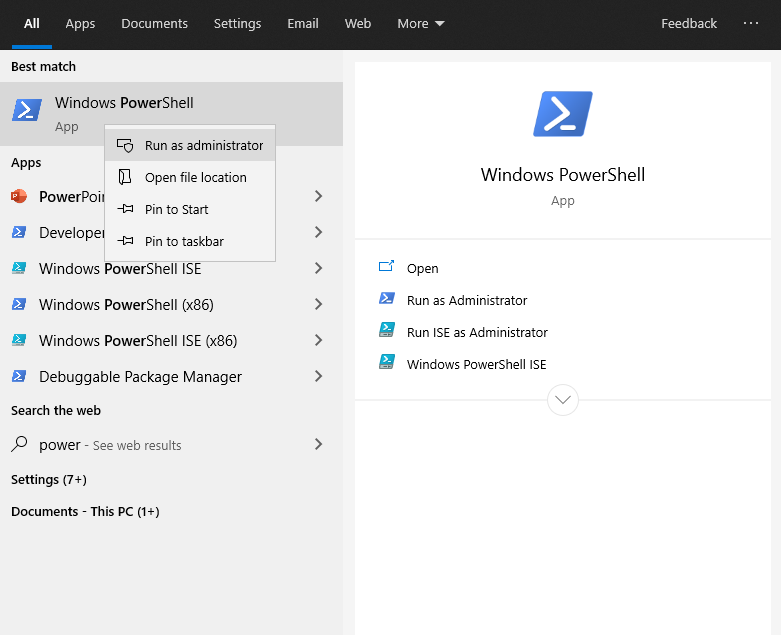 All Apps Documents Settings Email Web More Feedback ...
Best match
Windows PowerShell
App
Run as administrator
Open file location
Pin to Start
Pin to taskbar
Apps
PowerPoin
Developer
Windows PowerShell ISE
Windows PowerShell (x86)
Windows PowerShell ISE (x86)
Debuggable Package Manager
Search the web
power - See web results
Settings (7+)
Documents - This PC (1+)
Windows PowerShell
App
Open
Run as Administrator
Run ISE as Administrator
Windows PowerShell ISE